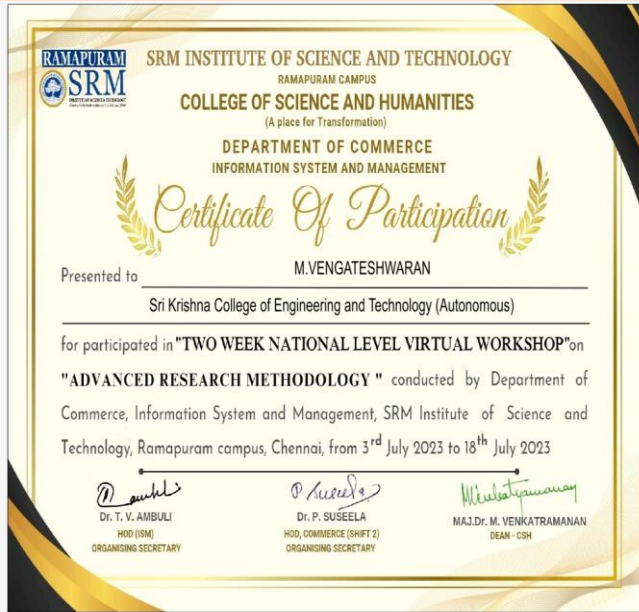 RAMAPURAM
SRM
SRM INSTITUTE OF SCIENCE AND TECHNOLOGY
RAMAPURAM CAMPUS
COLLEGE OF SCIENCE AND HUMANITIES
(A place for Transformation)
DEPARTMENT OF COMMERCE
INFORMATION SYSTEM AND MANAGEMENT
Certificate Of Participation
Presented to M.VENGATESHWARAN
Sri Krishna College of Engineering and Technology (Autonomous)
for participated in "TWO WEEK NATIONAL LEVEL VIRTUAL WORKSHOP"on
"ADVANCED RESEARCH METHODOLOGY " conducted by Department of
Commerce, Information System and Management, SRM Institute of Science and
Technology, Ramapuram campus, Chennai, from 3rd July 2023 to 18th July 2023
Dr. T. V. AMBULI
HOD (ISM)
ORGANISING SECRETARY
Dr. P. SUSEELA
HOD, COMMERCE (SHIFT 2)
ORGANISING SECRETARY
MAJ.Dr. M. VENKATRAMANAN
DEAN - CSH